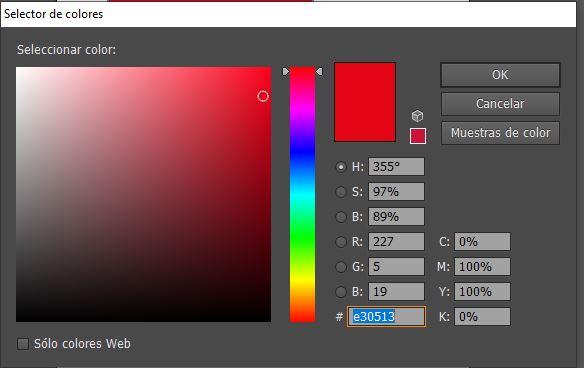 Selector de colores
Seleccionar color:
OK
Cancelar
Muestras de color
H: 355°
S: 97%
B: 89%
R: 227 C: 0%
G: 5 M: 100%
B: 19 Y: 100%
# e30513 K: 0%
Sólo colores Web